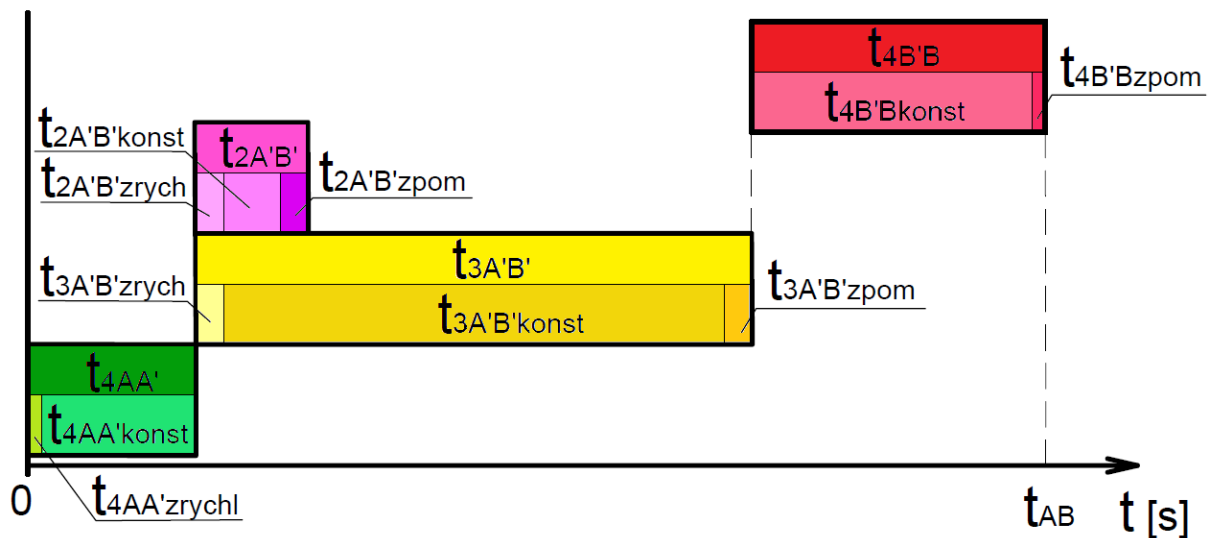 t4B'B
t4B'Bzpom
t4B'Bkonst
t2A'B'konst
t2A'B'
t2A'B'zrych
t2A'B'zpom
t3A'B'
t3A'B'zrych
t3A'B'zpom
t3A'B'konst
t4AA'
t4AA'konst
0
t4AA'zrychl
tAB
t [s]